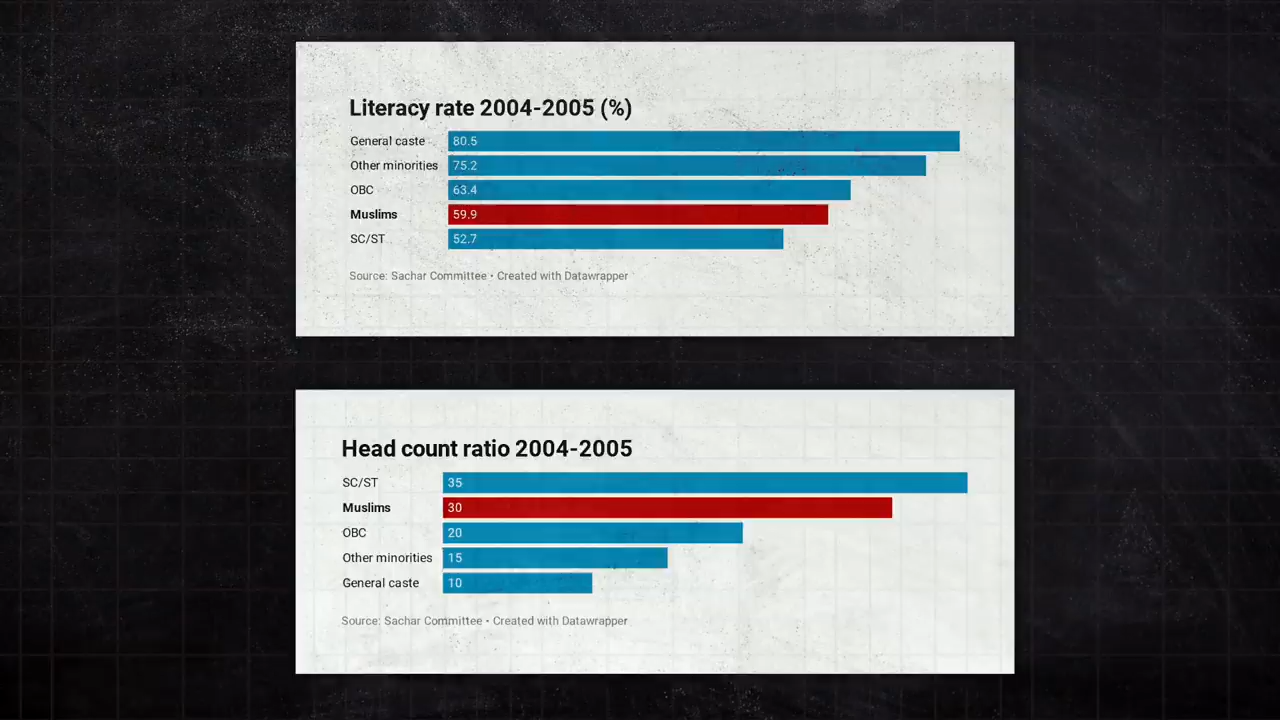 Literacy rate 2004-2005 (%)
General caste 80.5
Other minorities 75.2
OBC 63.4
Muslims 59.9
SC/ST 52.7
Source: Sachar Committee • Created with Datawrapper
Head count ratio 2004-2005
SC/ST 35
Muslims 30
OBC 20
Other minorities 15
General caste 10
Source: Sachar Committee • Created with Datawrapper